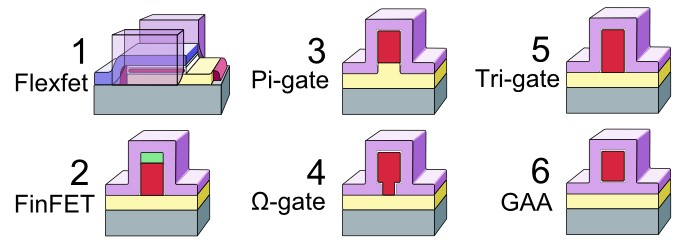 1
Flexfet
2
FinFET
3
Pi-gate
4
Ω-gate
5
Tri-gate
6
GAA